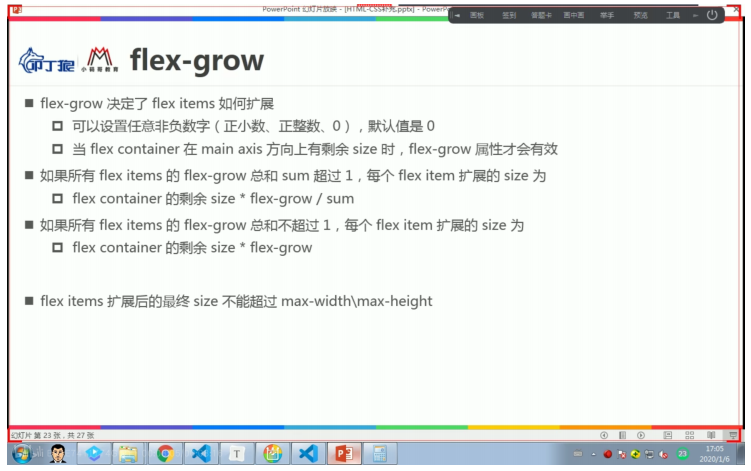 PowerPoint 幻灯片放映 - [HTML-CSS补充.pptx] - PowerP
画板 签到 答题卡 画中画 举手 预览 工具
叩丁狼 小码哥教育
flex-grow
flex-grow 决定了 flex items 如何扩展
可以设置任意非负数字（正小数、正整数、0），默认值是 0
当 flex container 在 main axis 方向上有剩余 size 时，flex-grow 属性才会有效
如果所有 flex items 的 flex-grow 总和 sum 超过 1，每个 flex item 扩展的 size 为
flex container 的剩余 size * flex-grow / sum
如果所有 flex items 的 flex-grow 总和不超过 1，每个 flex item 扩展的 size 为
flex container 的剩余 size * flex-grow
flex items 扩展后的最终 size 不能超过 max-width\max-height
幻灯片 第 23 张，共 27 张
T
23
17:05
2020/1/6